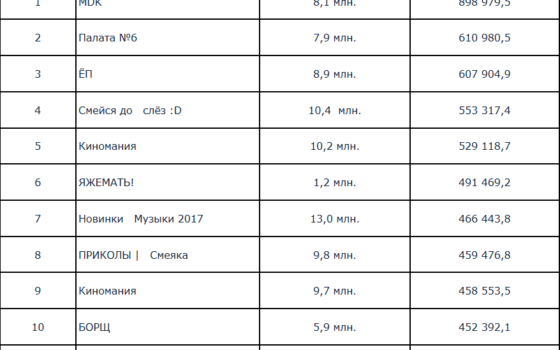 1 MDK 8,1 млн. 898 979,5
2 Палата №6 7,9 млн. 610 980,5
3 ЁП 8,9 млн. 607 904,9
4 Смейся до слёз :D 10,4 млн. 553 317,4
5 Киномания 10,2 млн. 529 118,7
6 ЯЖЕМАТЬ! 1,2 млн. 491 469,2
7 Новинки Музыки 2017 13,0 млн. 466 443,8
8 ПРИКОЛЫ | Смеяка 9,8 млн. 459 476,8
9 Киномания 9,7 млн. 458 553,5
10 БОРЩ 5,9 млн. 452 392,1